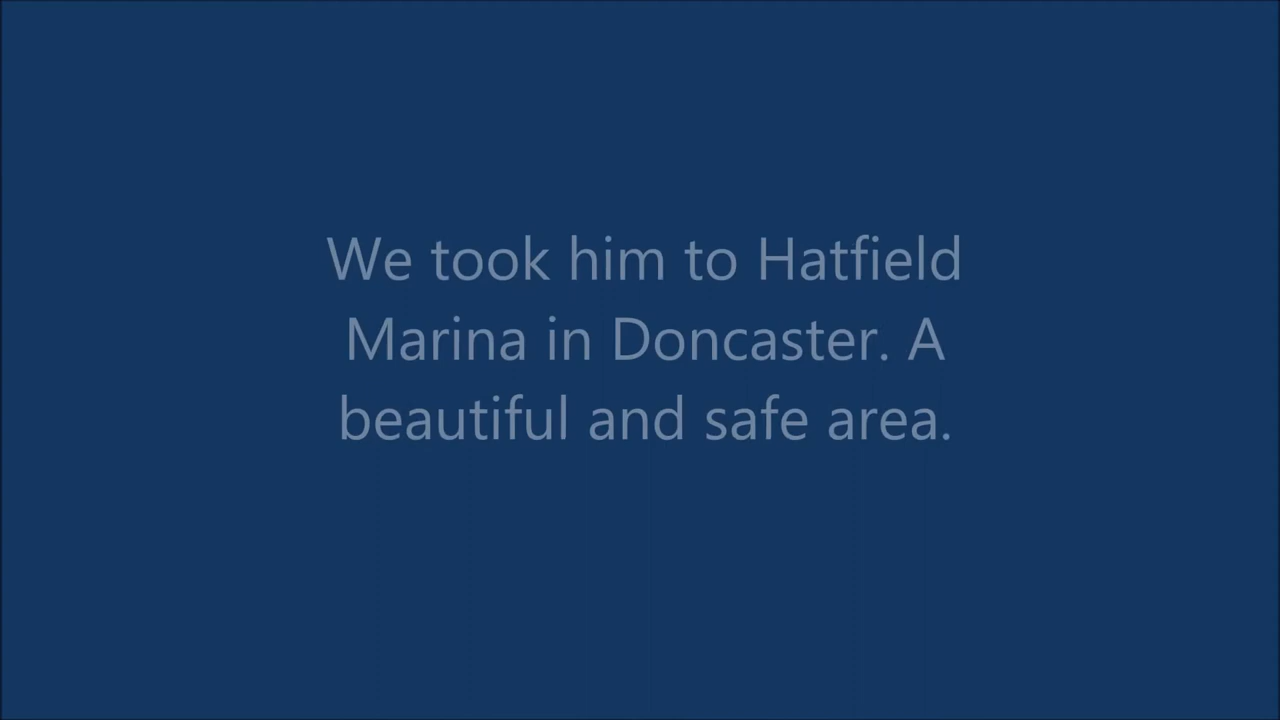 We took him to Hatfield
Marina in Doncaster. A
beautiful and safe area.